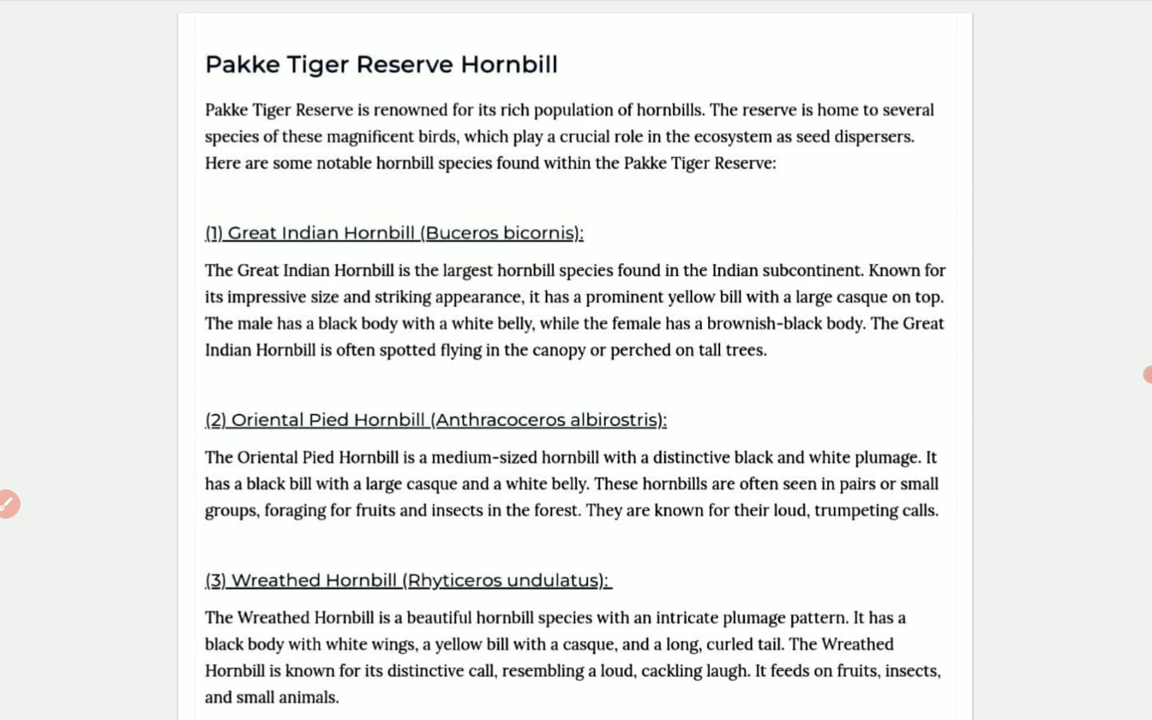 Pakke Tiger Reserve Hornbill
Pakke Tiger Reserve is renowned for its rich population of hornbills. The reserve is home to several
species of these magnificent birds, which play a crucial role in the ecosystem as seed dispersers.
Here are some notable hornbill species found within the Pakke Tiger Reserve:
(1) Great Indian Hornbill (Buceros bicornis):
The Great Indian Hornbill is the largest hornbill species found in the Indian subcontinent. Known for
its impressive size and striking appearance, it has a prominent yellow bill with a large casque on top.
The male has a black body with a white belly, while the female has a brownish-black body. The Great
Indian Hornbill is often spotted flying in the canopy or perched on tall trees.
(2) Oriental Pied Hornbill (Anthracoceros albirostris):
The Oriental Pied Hornbill is a medium-sized hornbill with a distinctive black and white plumage. It
has a black bill with a large casque and a white belly. These hornbills are often seen in pairs or small
groups, foraging for fruits and insects in the forest. They are known for their loud, trumpeting calls.
(3) Wreathed Hornbill (Rhyticeros undulatus):
The Wreathed Hornbill is a beautiful hornbill species with an intricate plumage pattern. It has a
black body with white wings, a yellow bill with a casque, and a long, curled tail. The Wreathed
Hornbill is known for its distinctive call, resembling a loud, cackling laugh. It feeds on fruits, insects,
and small animals.